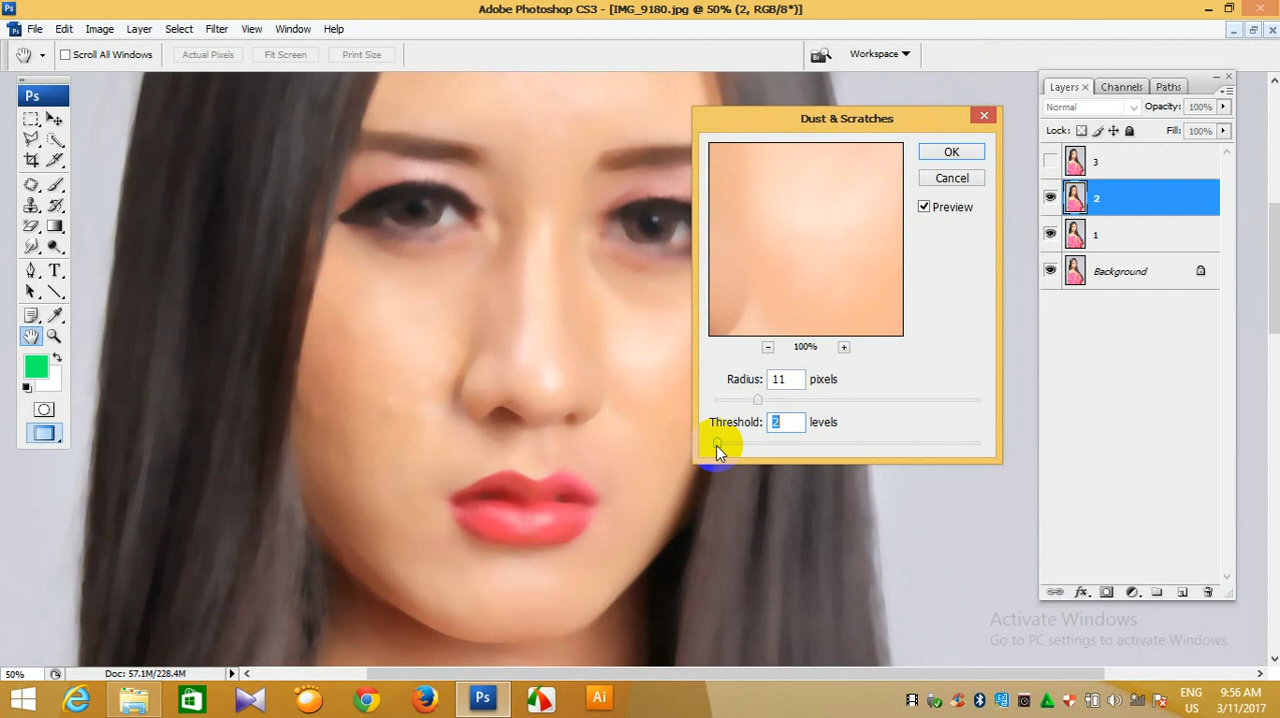 Ps
Adobe Photoshop CS3 - [IMG_9180.jpg @ 50% (2, RGB/8*)]
File Edit Image Layer Select Filter View Window Help
Scroll All Windows Actual Pixels Fit Screen Print Size Workspace
Ps
Layers Channels Paths
Normal Opacity: 100%
Lock: Fill: 100%
3
2
1
Background
Dust & Scratches
OK
Cancel
Preview
100%
Radius: 11 pixels
Threshold: 2 levels
Activate Windows
Go to PC settings to activate Windows.
50% Doc: 57.1M/228.4M
Ps Ai
ENG 9:56 AM
US 3/11/2017